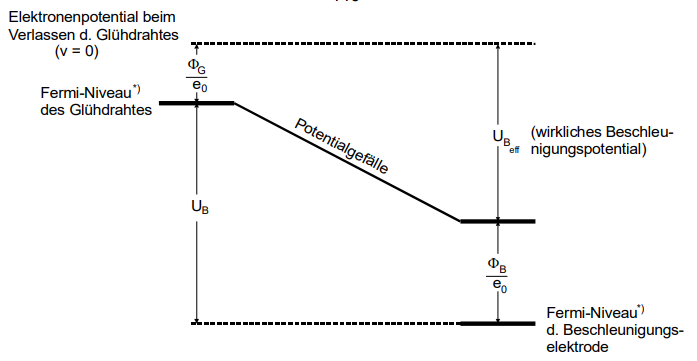 Elektronenpotential beim
Verlassen d. Glühdrahtes
(v = 0)
Φ_G
e_0
Fermi-Niveau*)
des Glühdrahtes
Potentialgefälle
U_B_eff (wirkliches Beschleu-
nigungspotential)
U_B
Φ_B
e_0
Fermi-Niveau*)
d. Beschleunigungs-
elektrode